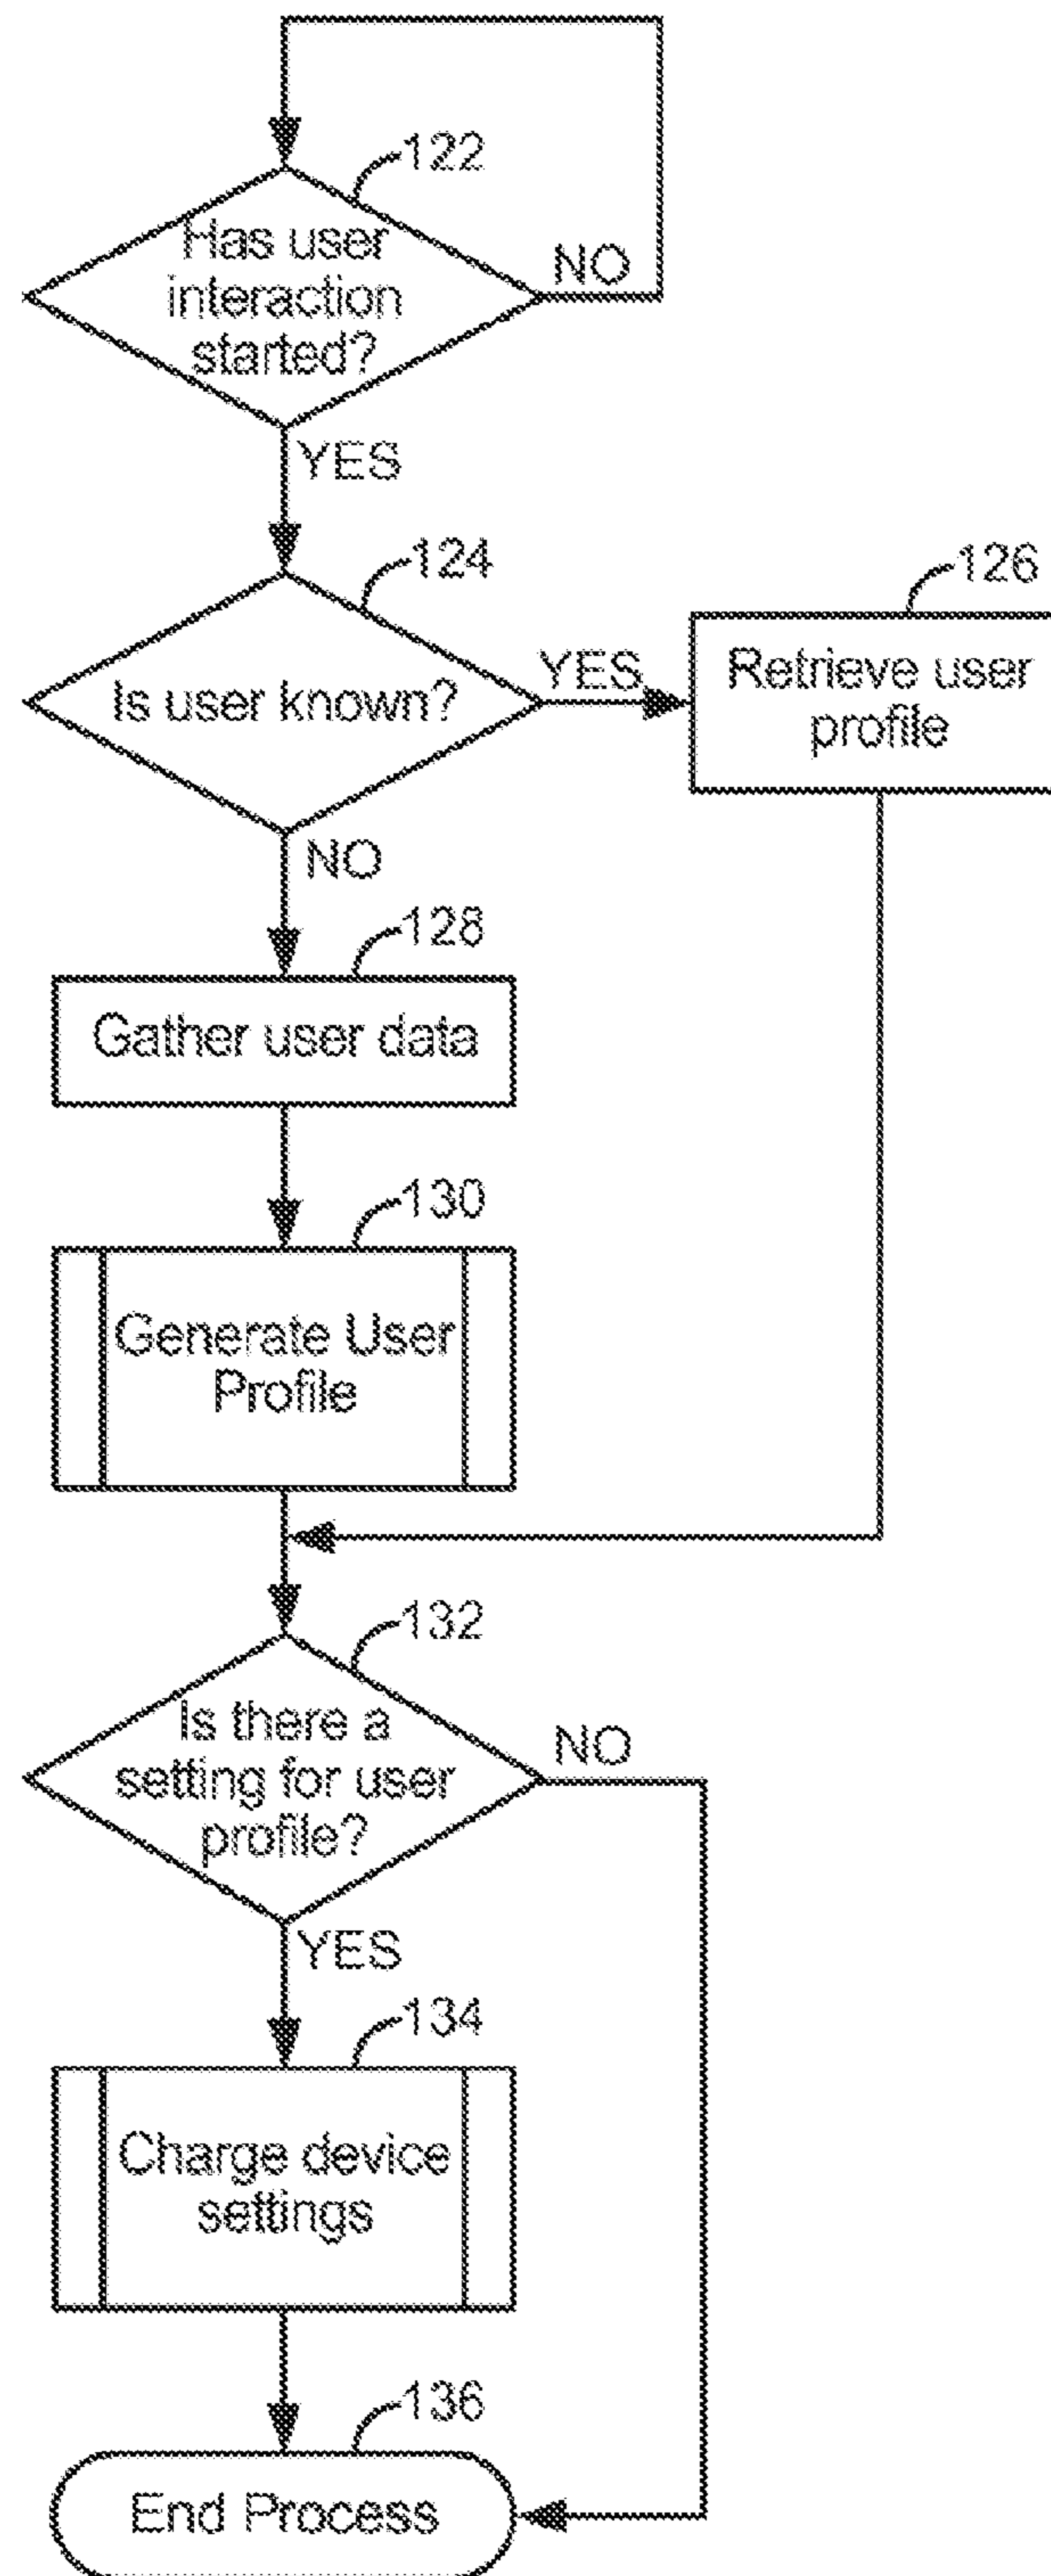 122
Has user
interaction
started?
NO
YES
124
126
Is user known?
YES
Retrieve user
profile
NO
128
Gather user data
130
Generate User
Profile
132
Is there a
setting for user
profile?
NO
YES
134
Charge device
settings
136
End Process